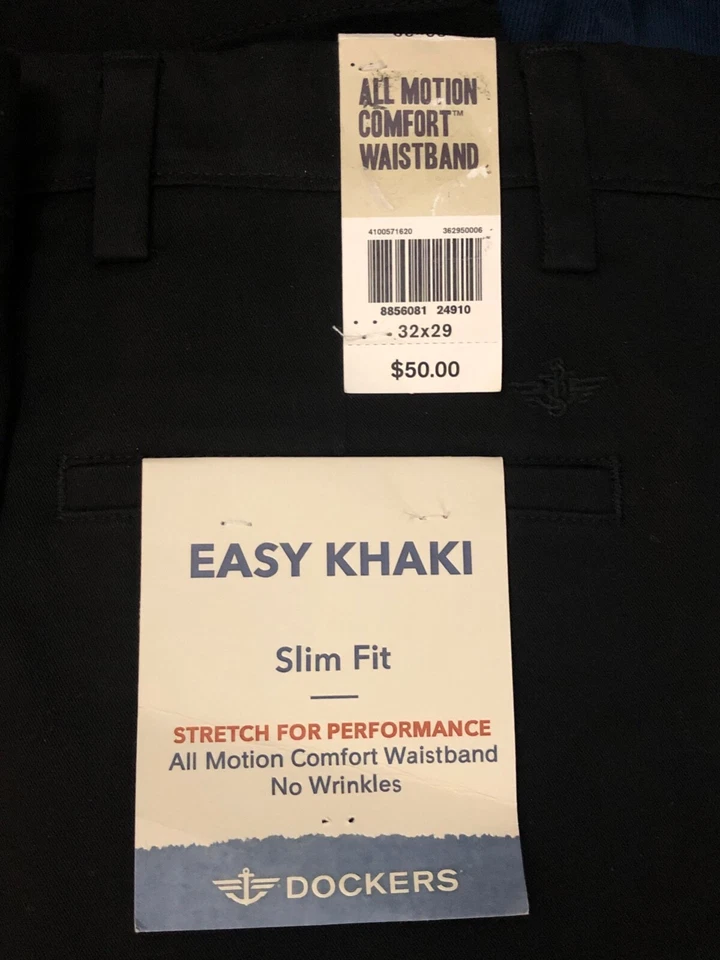 ALL MOTION
COMFORT™
WAISTBAND
4100571620 362950006
8856081 24910
32x29
$50.00
EASY KHAKI
Slim Fit
STRETCH FOR PERFORMANCE
All Motion Comfort Waistband
No Wrinkles
DOCKERS